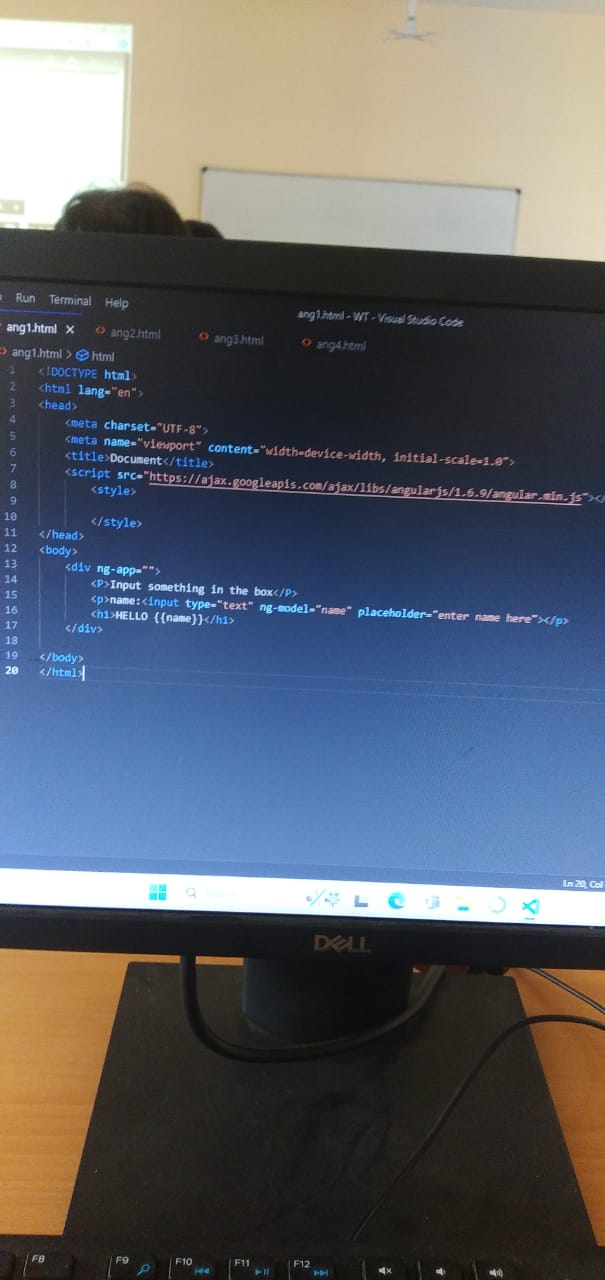 Run Terminal Help
ang1.html - WT - Visual Studio Code
ang1.html X <> ang2.html <> ang3.html <> ang4.html
<> ang1.html > html
1 <!DOCTYPE html>
2 <html lang="en">
3 <head>
4 <meta charset="UTF-8">
5 <meta name="viewport" content="width=device-width, initial-scale=1.0">
6 <title>Document</title>
7 <script src="https://ajax.googleapis.com/ajax/libs/angularjs/1.6.9/angular.min.js"></
8 <style>
9
10 </style>
11 </head>
12 <body>
13 <div ng-app="">
14 <P>Input something in the box</P>
15 <p>name:<input type="text" ng-model="name" placeholder="enter name here"></p>
16 <h1>HELLO {{name}}</h1>
17 </div>
18
19 </body>
20 </html>
Ln 20, Col
DELL
F8 F9 F10 F11 F12